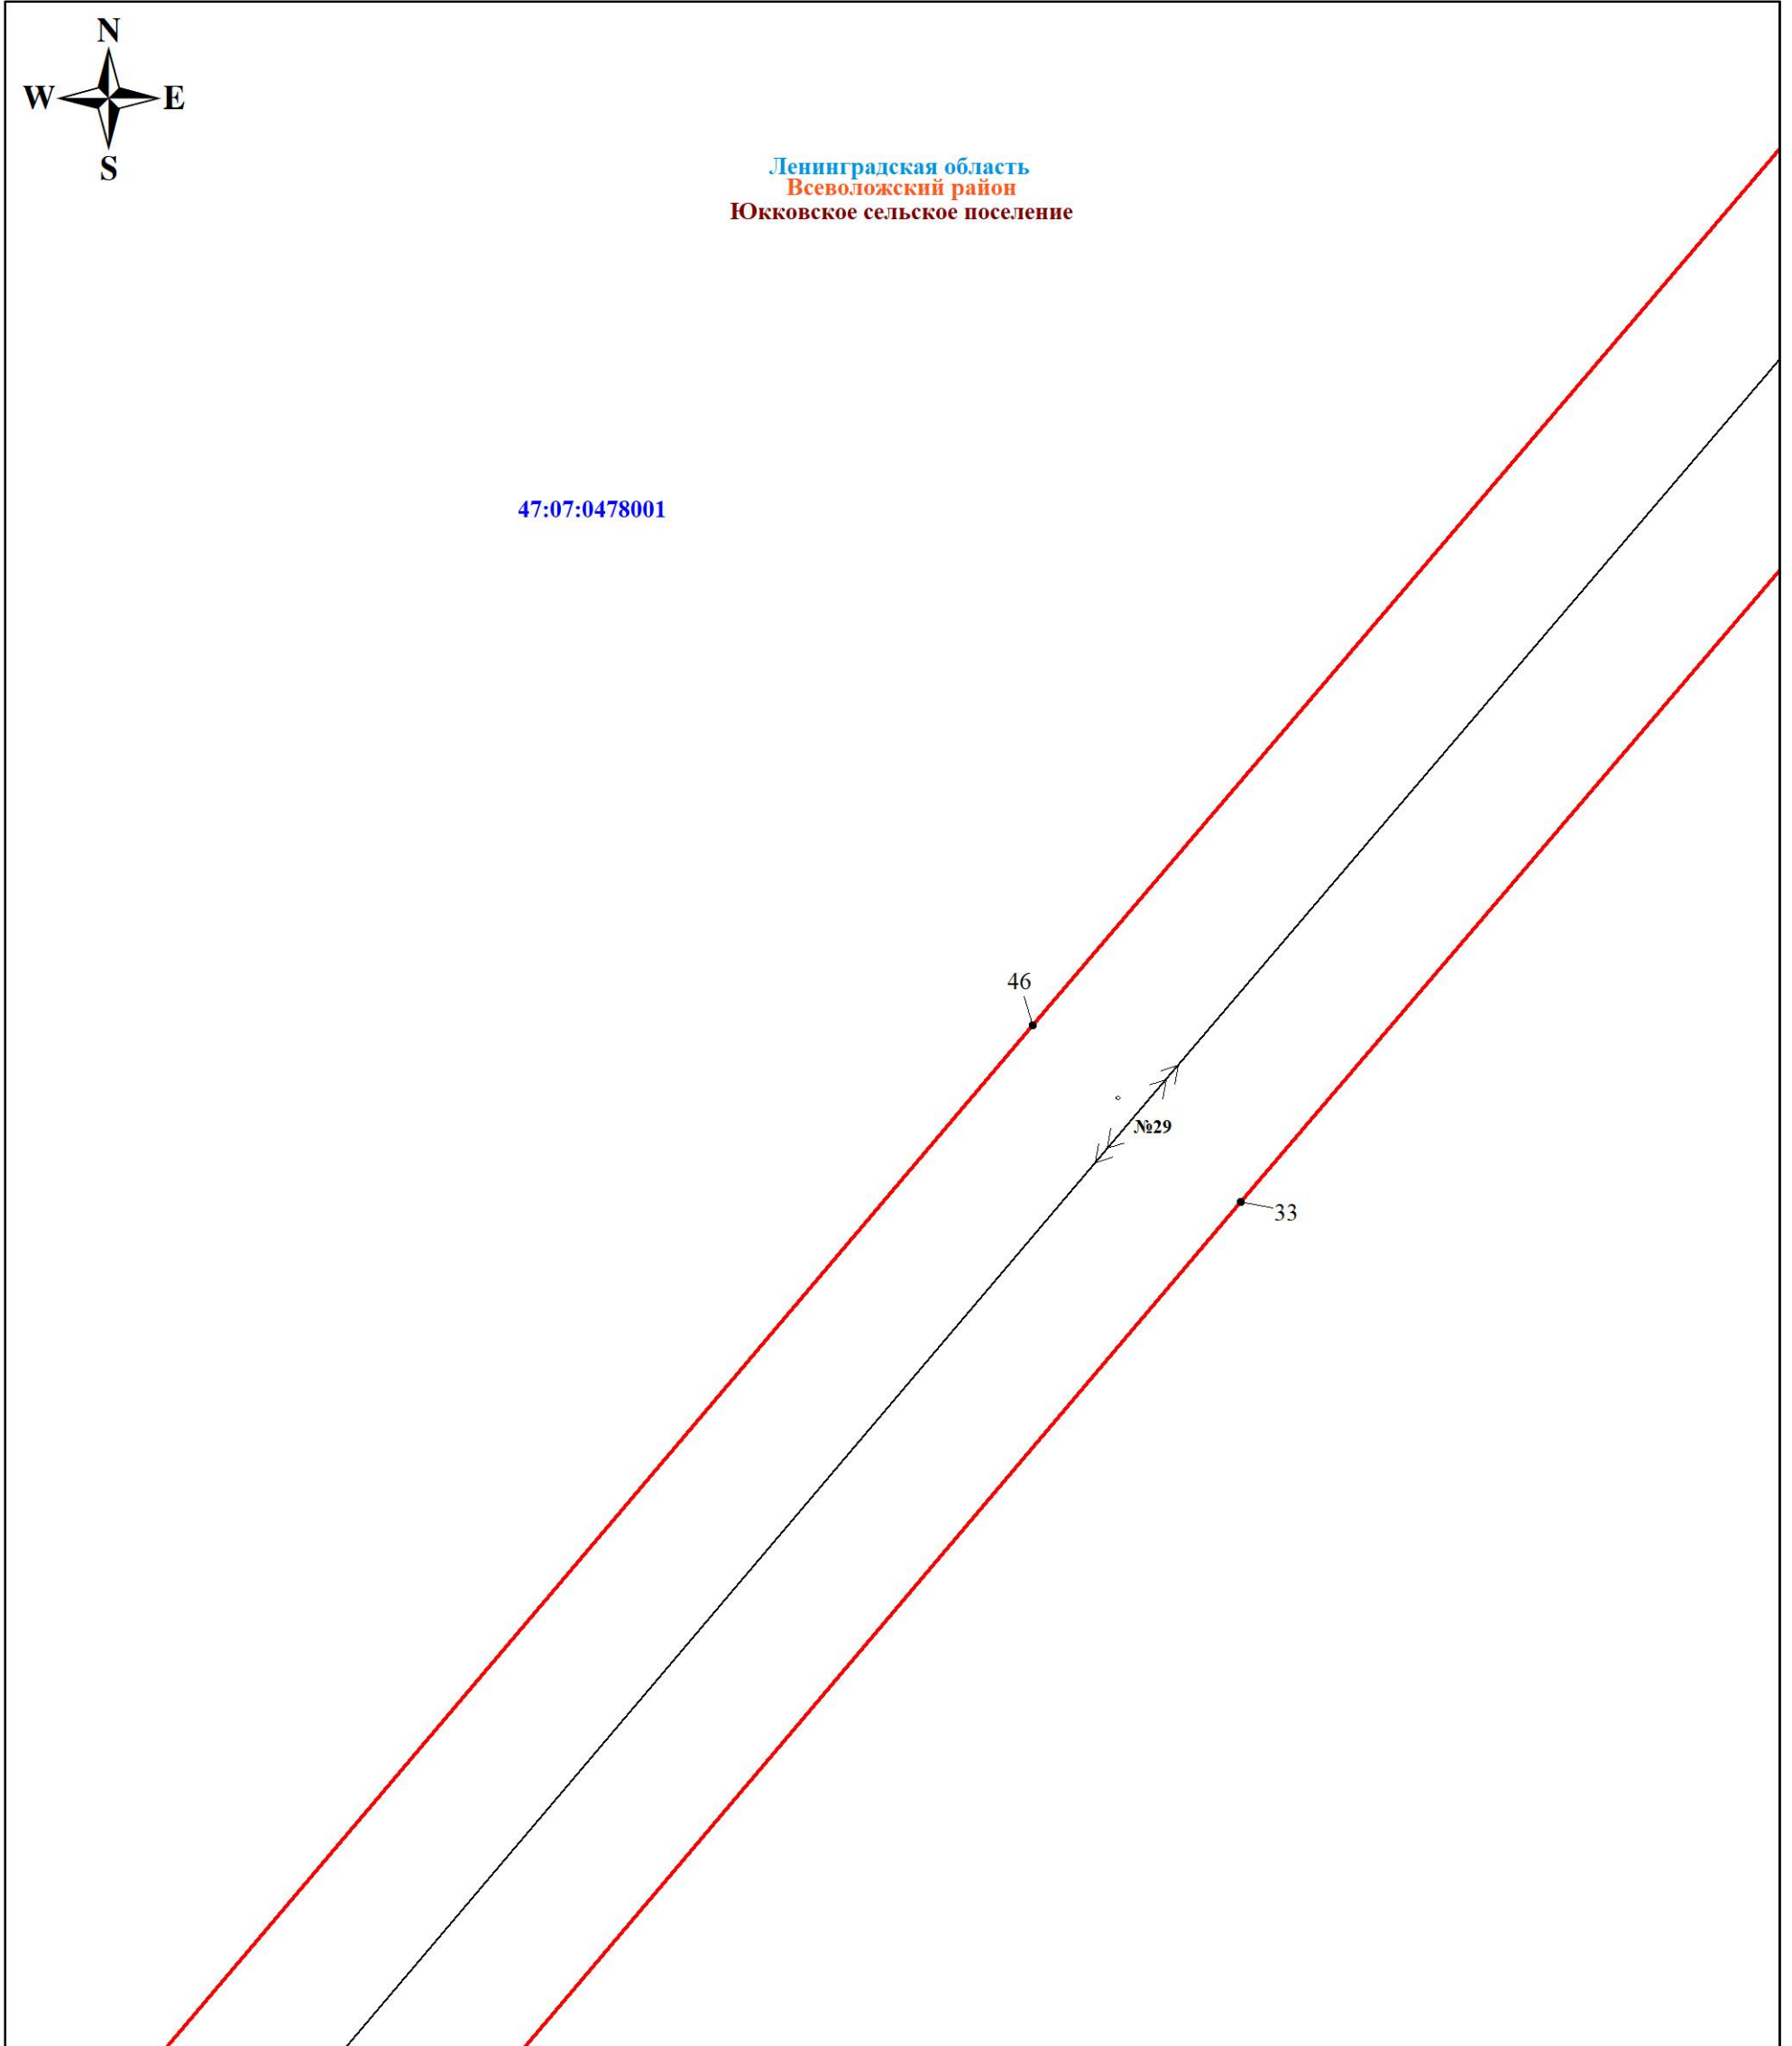 N
W E
S
Ленинградская область
Всеволожский район
Юкковское сельское поселение
47:07:0478001
46
№29
33